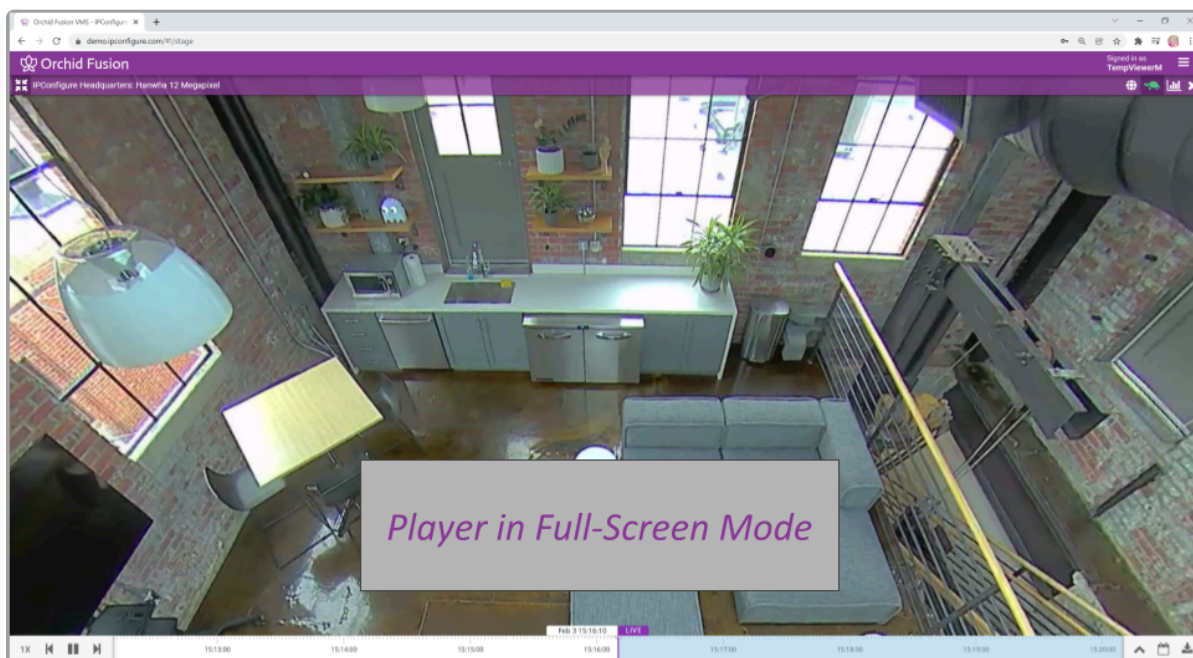 Orchid Fusion VMS - IPConfigure
demo.ipconfigure.com/#!/stage
Orchid Fusion
Signed in as
TempViewerM
IPConfigure Headquarters: Hanwha 12 Megapixel
Player in Full-Screen Mode
Feb 3 15:16:10 LIVE
1X 15:13:00 15:14:00 15:15:00 15:16:00 15:17:00 15:18:00 15:19:00 15:20:00